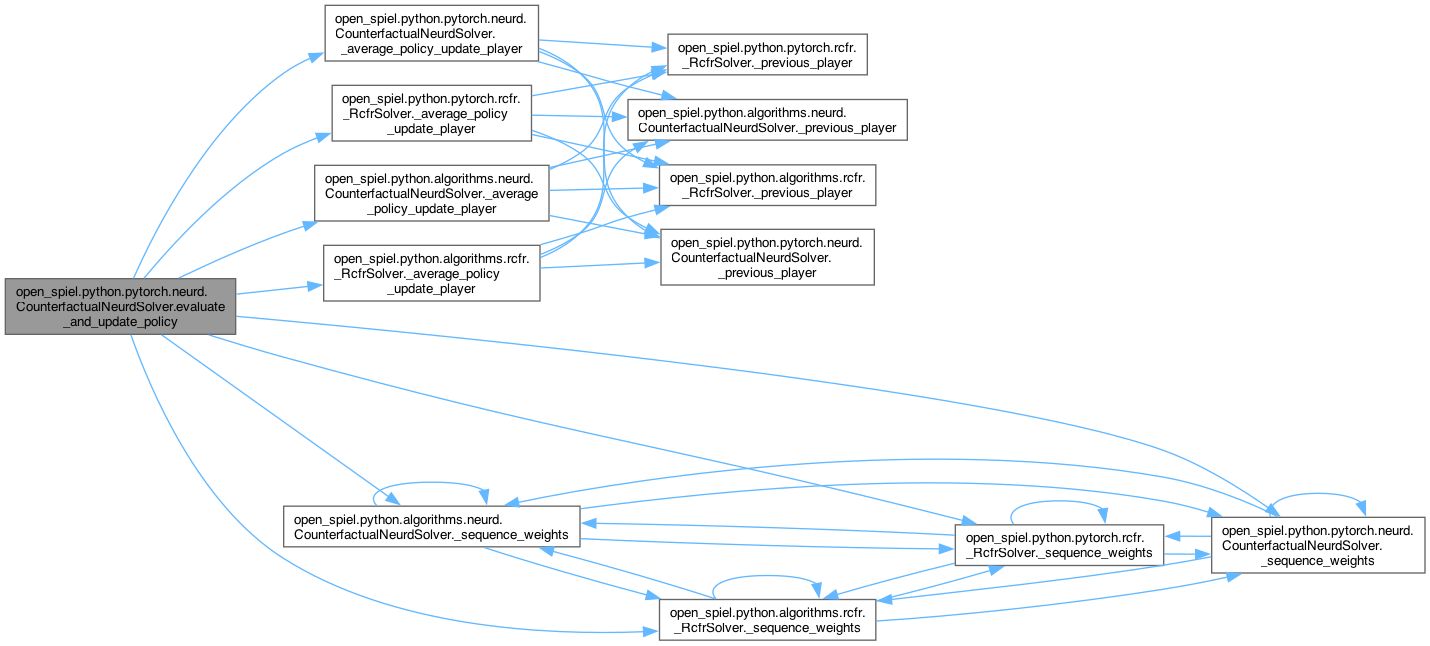 open_spiel.python.pytorch.neurd.
CounterfactualNeurdSolver.
_average_policy_update_player
open_spiel.python.pytorch.rcfr.
_RcfrSolver._previous_player
open_spiel.python.pytorch.rcfr.
_RcfrSolver._average_policy
_update_player
open_spiel.python.algorithms.neurd.
CounterfactualNeurdSolver._previous_player
open_spiel.python.algorithms.neurd.
CounterfactualNeurdSolver._average
_policy_update_player
open_spiel.python.algorithms.rcfr.
_RcfrSolver._previous_player
open_spiel.python.algorithms.rcfr.
_RcfrSolver._average_policy
_update_player
open_spiel.python.pytorch.neurd.
CounterfactualNeurdSolver.
_previous_player
open_spiel.python.pytorch.neurd.
CounterfactualNeurdSolver.evaluate
_and_update_policy
open_spiel.python.algorithms.neurd.
CounterfactualNeurdSolver._sequence_weights
open_spiel.python.pytorch.rcfr.
_RcfrSolver._sequence_weights
open_spiel.python.pytorch.neurd.
CounterfactualNeurdSolver.
_sequence_weights
open_spiel.python.algorithms.rcfr.
_RcfrSolver._sequence_weights